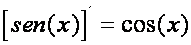 [sen(x)]' = cos(x)